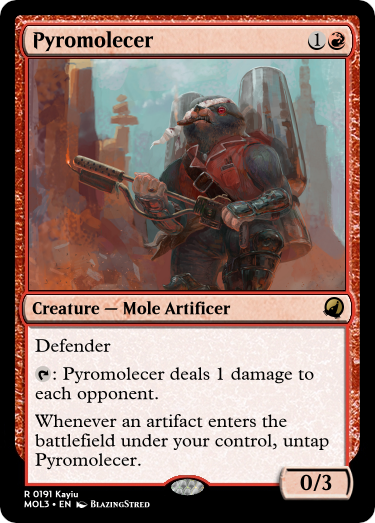 Pyromolecer 1
Creature — Mole Artificer
Defender
: Pyromolecer deals 1 damage to
each opponent.
Whenever an artifact enters the
battlefield under your control, untap
Pyromolecer.
0/3
R 0191 Kayiu
MOL3 • EN BlazingStred